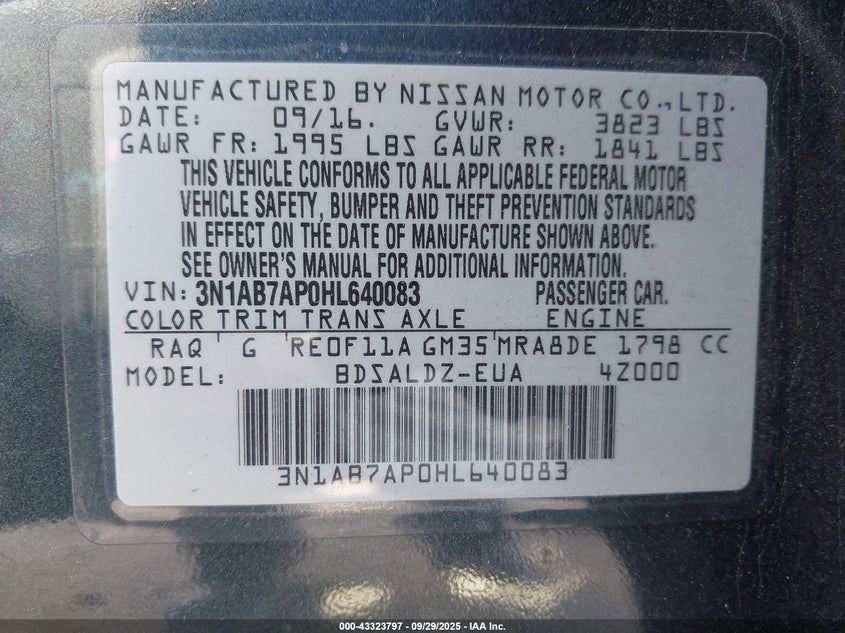 MANUFACTURED BY NISSAN MOTOR CO., LTD.
DATE: 09/16. GVWR: 3823 LBS
GAWR FR: 1995 LBS GAWR RR: 1841 LBS
THIS VEHICLE CONFORMS TO ALL APPLICABLE FEDERAL MOTOR
VEHICLE SAFETY, BUMPER AND THEFT PREVENTION STANDARDS
IN EFFECT ON THE DATE OF MANUFACTURE SHOWN ABOVE.
SEE OWNER'S MANUAL FOR ADDITIONAL INFORMATION.
VIN: 3N1AB7AP0HL640083 PASSENGER CAR.
COLOR TRIM TRANS AXLE ENGINE
RAQ G RE0F11A GM35 MRA8DE 1798 CC
MODEL: BDSALDZ-EUA 4Z000
3N1AB7AP0HL640083
000-43323797 - 09/29/2025 - IAA Inc.